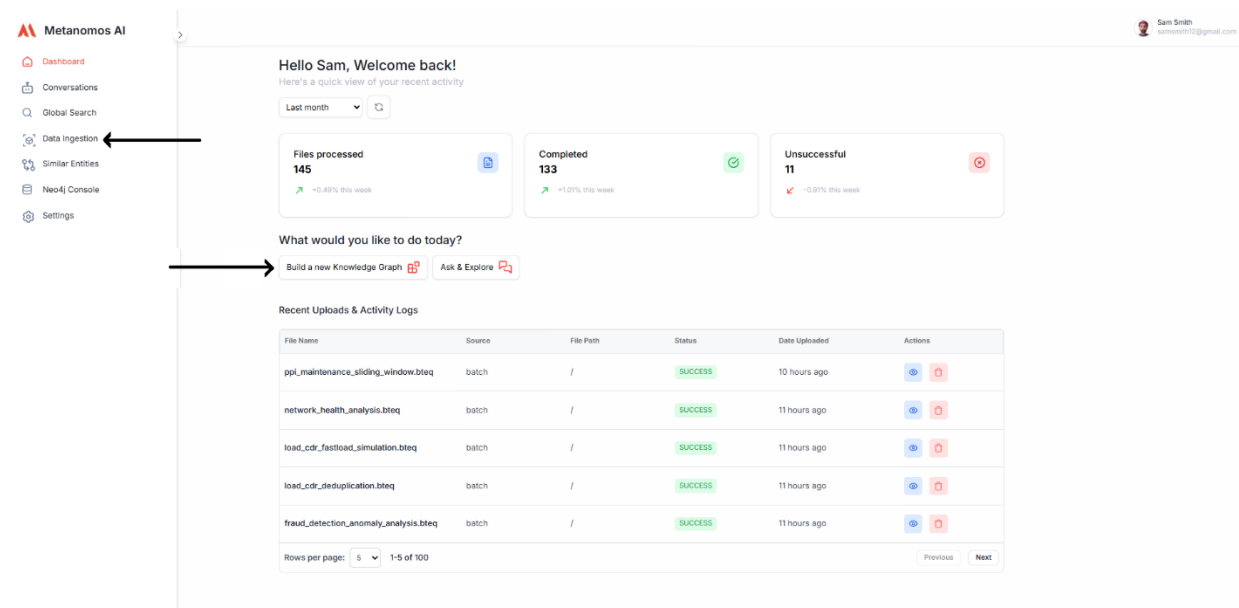 Metanomos AI
Sam Smith
samsmith12@gmail.com
Dashboard
Conversations
Global Search
Data Ingestion
Similar Entities
Neo4j Console
Settings
Hello Sam, Welcome back!
Here's a quick view of your recent activity
Last month
Files processed
145
+0.49% this week
Completed
133
+1.01% this week
Unsuccessful
11
-0.91% this week
What would you like to do today?
Build a new Knowledge Graph
Ask & Explore
Recent Uploads & Activity Logs
File Name Source File Path Status Date Uploaded Actions
ppi_maintenance_sliding_window.bteq batch / SUCCESS 10 hours ago
network_health_analysis.bteq batch / SUCCESS 11 hours ago
load_cdr_fastload_simulation.bteq batch / SUCCESS 11 hours ago
load_cdr_deduplication.bteq batch / SUCCESS 11 hours ago
fraud_detection_anomaly_analysis.bteq batch / SUCCESS 11 hours ago
Rows per page: 5 1-5 of 100 Previous Next